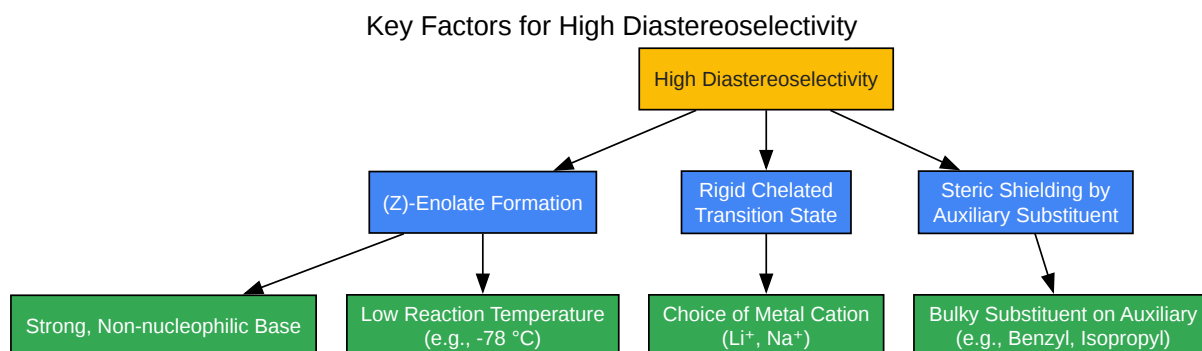 Key Factors for High Diastereoselectivity
High Diastereoselectivity
(Z)-Enolate Formation
Rigid Chelated
Transition State
Steric Shielding by
Auxiliary Substituent
Strong, Non-nucleophilic Base
Low Reaction Temperature
(e.g., -78 °C)
Choice of Metal Cation
(Li⁺, Na⁺)
Bulky Substituent on Auxiliary
(e.g., Benzyl, Isopropyl)